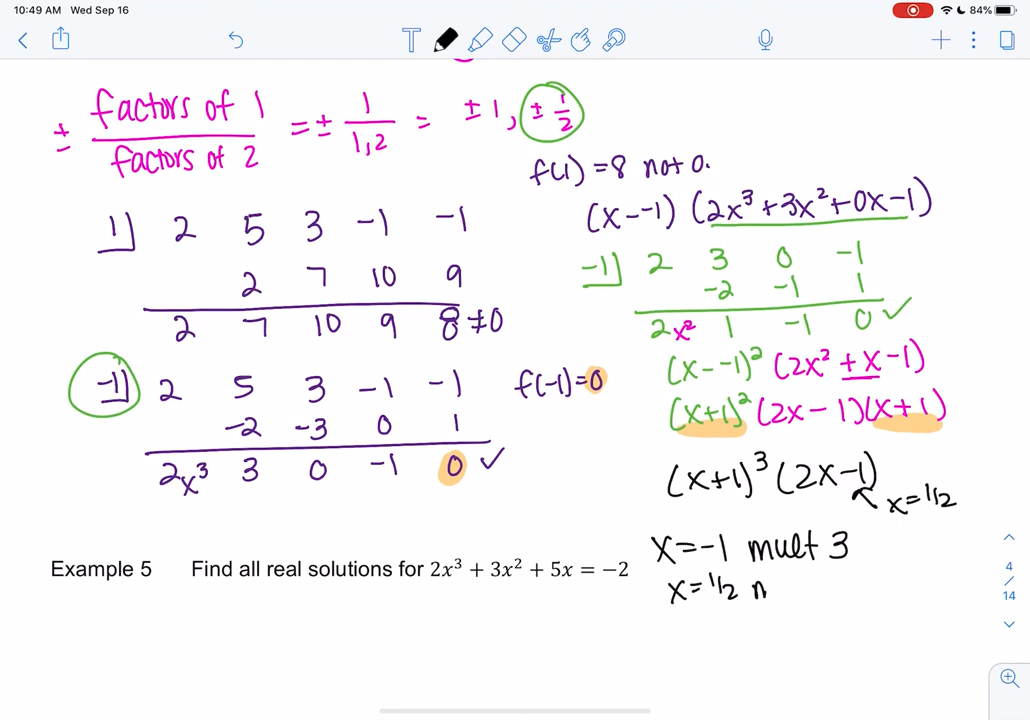 10:49 AM Wed Sep 16
84%
± factors of 1 / factors of 2 = ± 1 / 1,2 = ±1, ± 1/2
f(1) = 8 not 0.
(x--1) (2x³+3x²+0x-1)
1 2 5 3 -1 -1
2 7 10 9
2 7 10 9 8≠0
-1 2 3 0 -1
-2 -1 1
2x² 1 -1 0 ✓
(x--1)² (2x²+x-1)
(x+1)² (2x-1)(x+1)
-1 2 5 3 -1 -1
-2 -3 0 1
2x³ 3 0 -1 0 ✓
f(-1)=0
(x+1)³ (2x-1)
x=1/2
x=-1 mult 3
x=1/2 m
Example 5 Find all real solutions for 2x³ + 3x² + 5x = −2
4
/
14